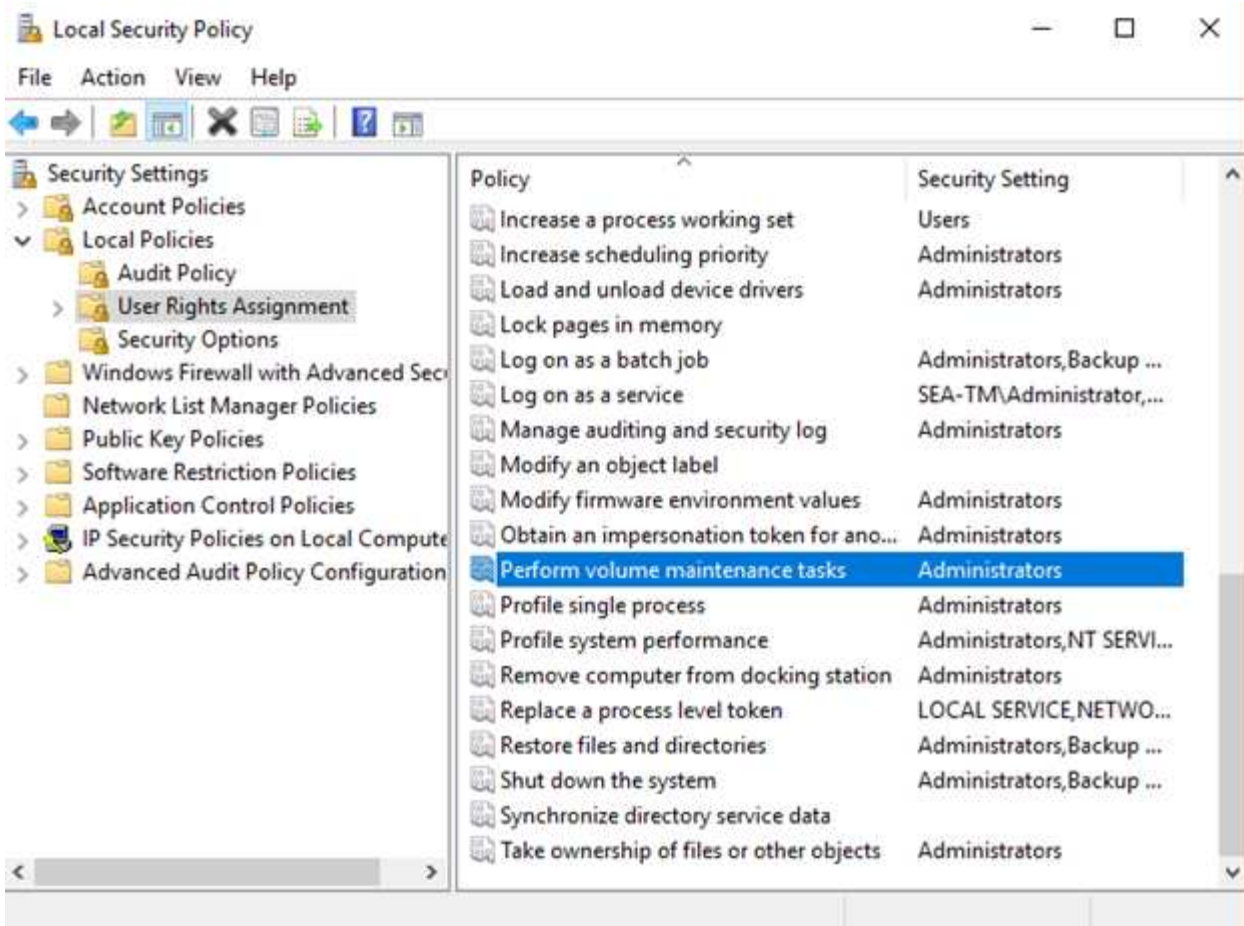 Local Security Policy
File Action View Help
Security Settings
Account Policies
Local Policies
Audit Policy
User Rights Assignment
Security Options
Windows Firewall with Advanced Secu
Network List Manager Policies
Public Key Policies
Software Restriction Policies
Application Control Policies
IP Security Policies on Local Compute
Advanced Audit Policy Configuration
Policy Security Setting
Increase a process working set Users
Increase scheduling priority Administrators
Load and unload device drivers Administrators
Lock pages in memory
Log on as a batch job Administrators,Backup ...
Log on as a service SEA-TM\Administrator,...
Manage auditing and security log Administrators
Modify an object label
Modify firmware environment values Administrators
Obtain an impersonation token for ano... Administrators
Perform volume maintenance tasks Administrators
Profile single process Administrators
Profile system performance Administrators,NT SERVI...
Remove computer from docking station Administrators
Replace a process level token LOCAL SERVICE,NETWO...
Restore files and directories Administrators,Backup ...
Shut down the system Administrators,Backup ...
Synchronize directory service data
Take ownership of files or other objects Administrators